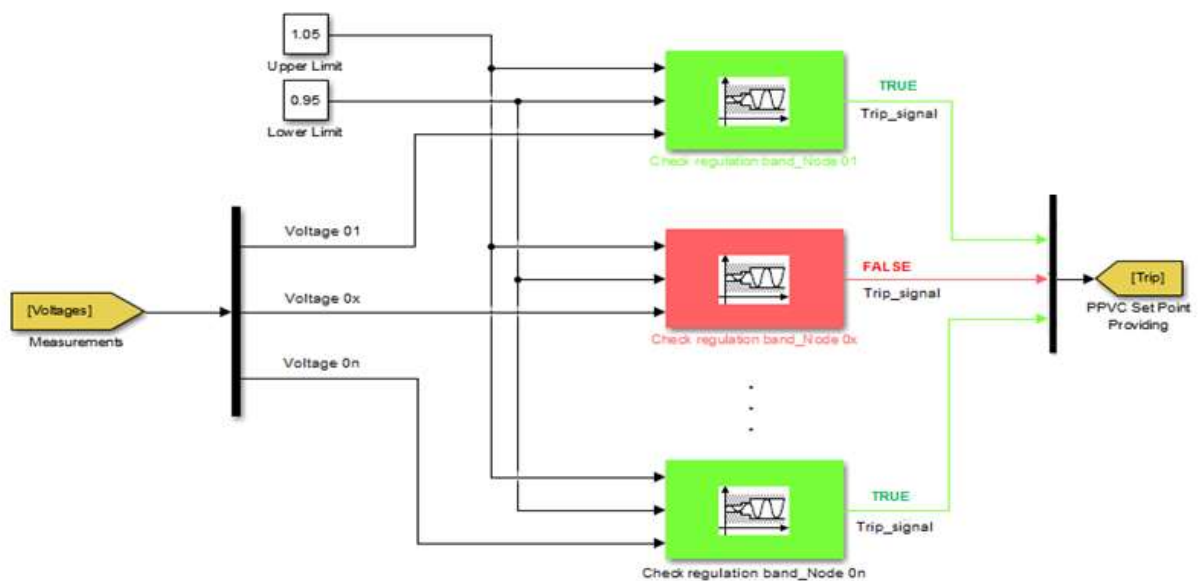 1.05
Upper Limit
0.95
Lower Limit
TRUE
Trip_signal
Check regulation band_Node 01
Voltage 01
[Voltages]
Measurements
Voltage 0x
FALSE
Trip_signal
Check regulation band_Node 0x
[Trip]
PPVC Set Point
Providing
Voltage 0n
TRUE
Trip_signal
Check regulation band_Node 0n